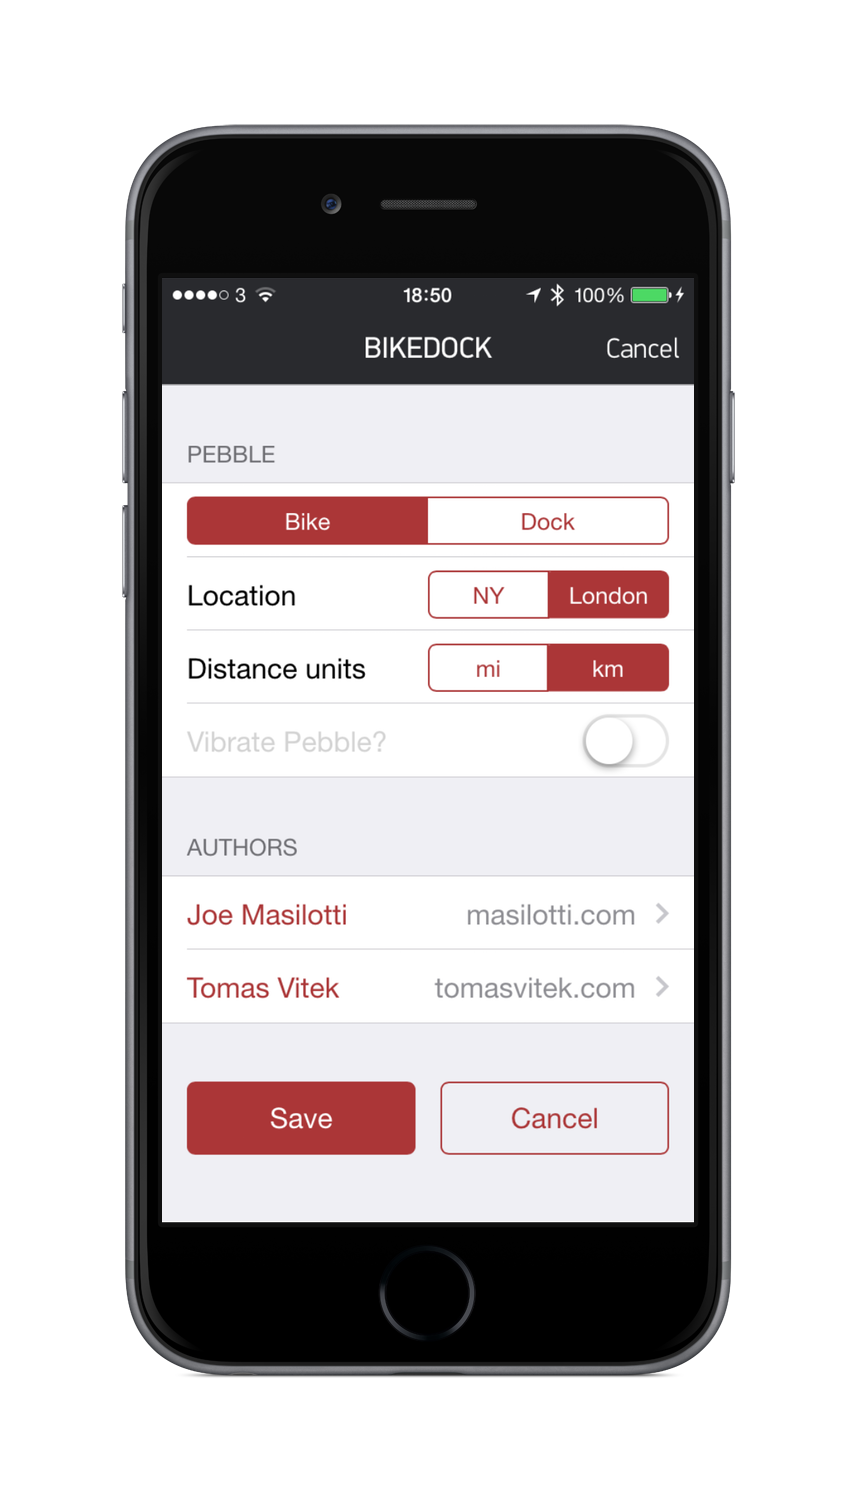 3 18:50 100%
BIKEDOCK Cancel
PEBBLE
Bike Dock
Location NY London
Distance units mi km
Vibrate Pebble?
AUTHORS
Joe Masilotti masilotti.com
Tomas Vitek tomasvitek.com
Save Cancel